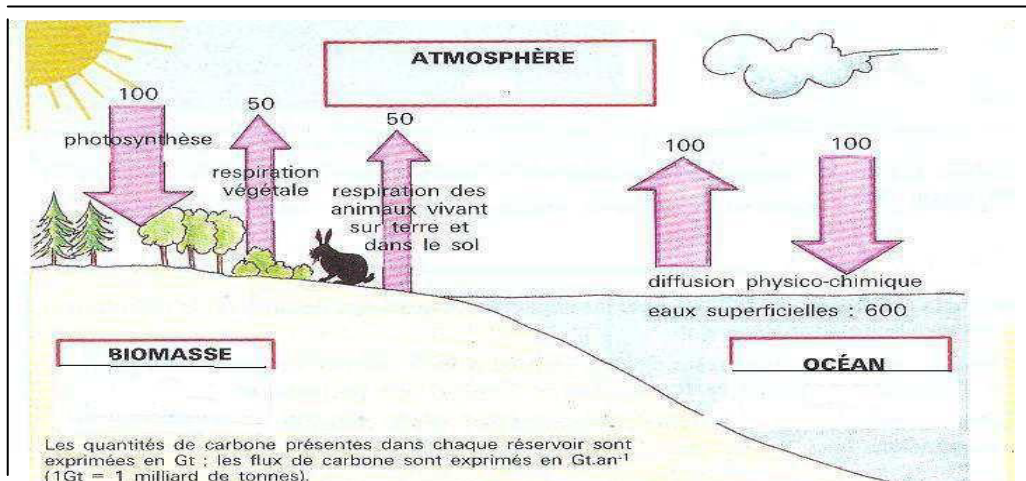 ATMOSPHÈRE
100
photosynthèse
50
respiration
végétale
50
respiration des
animaux vivant
sur terre et
dans le sol
100
100
diffusion physico-chimique
eaux superficielles : 600
BIOMASSE
OCÉAN
Les quantités de carbone présentes dans chaque réservoir sont
exprimées en Gt ; les flux de carbone sont exprimés en Gt.an⁻¹
(1Gt = 1 milliard de tonnes).